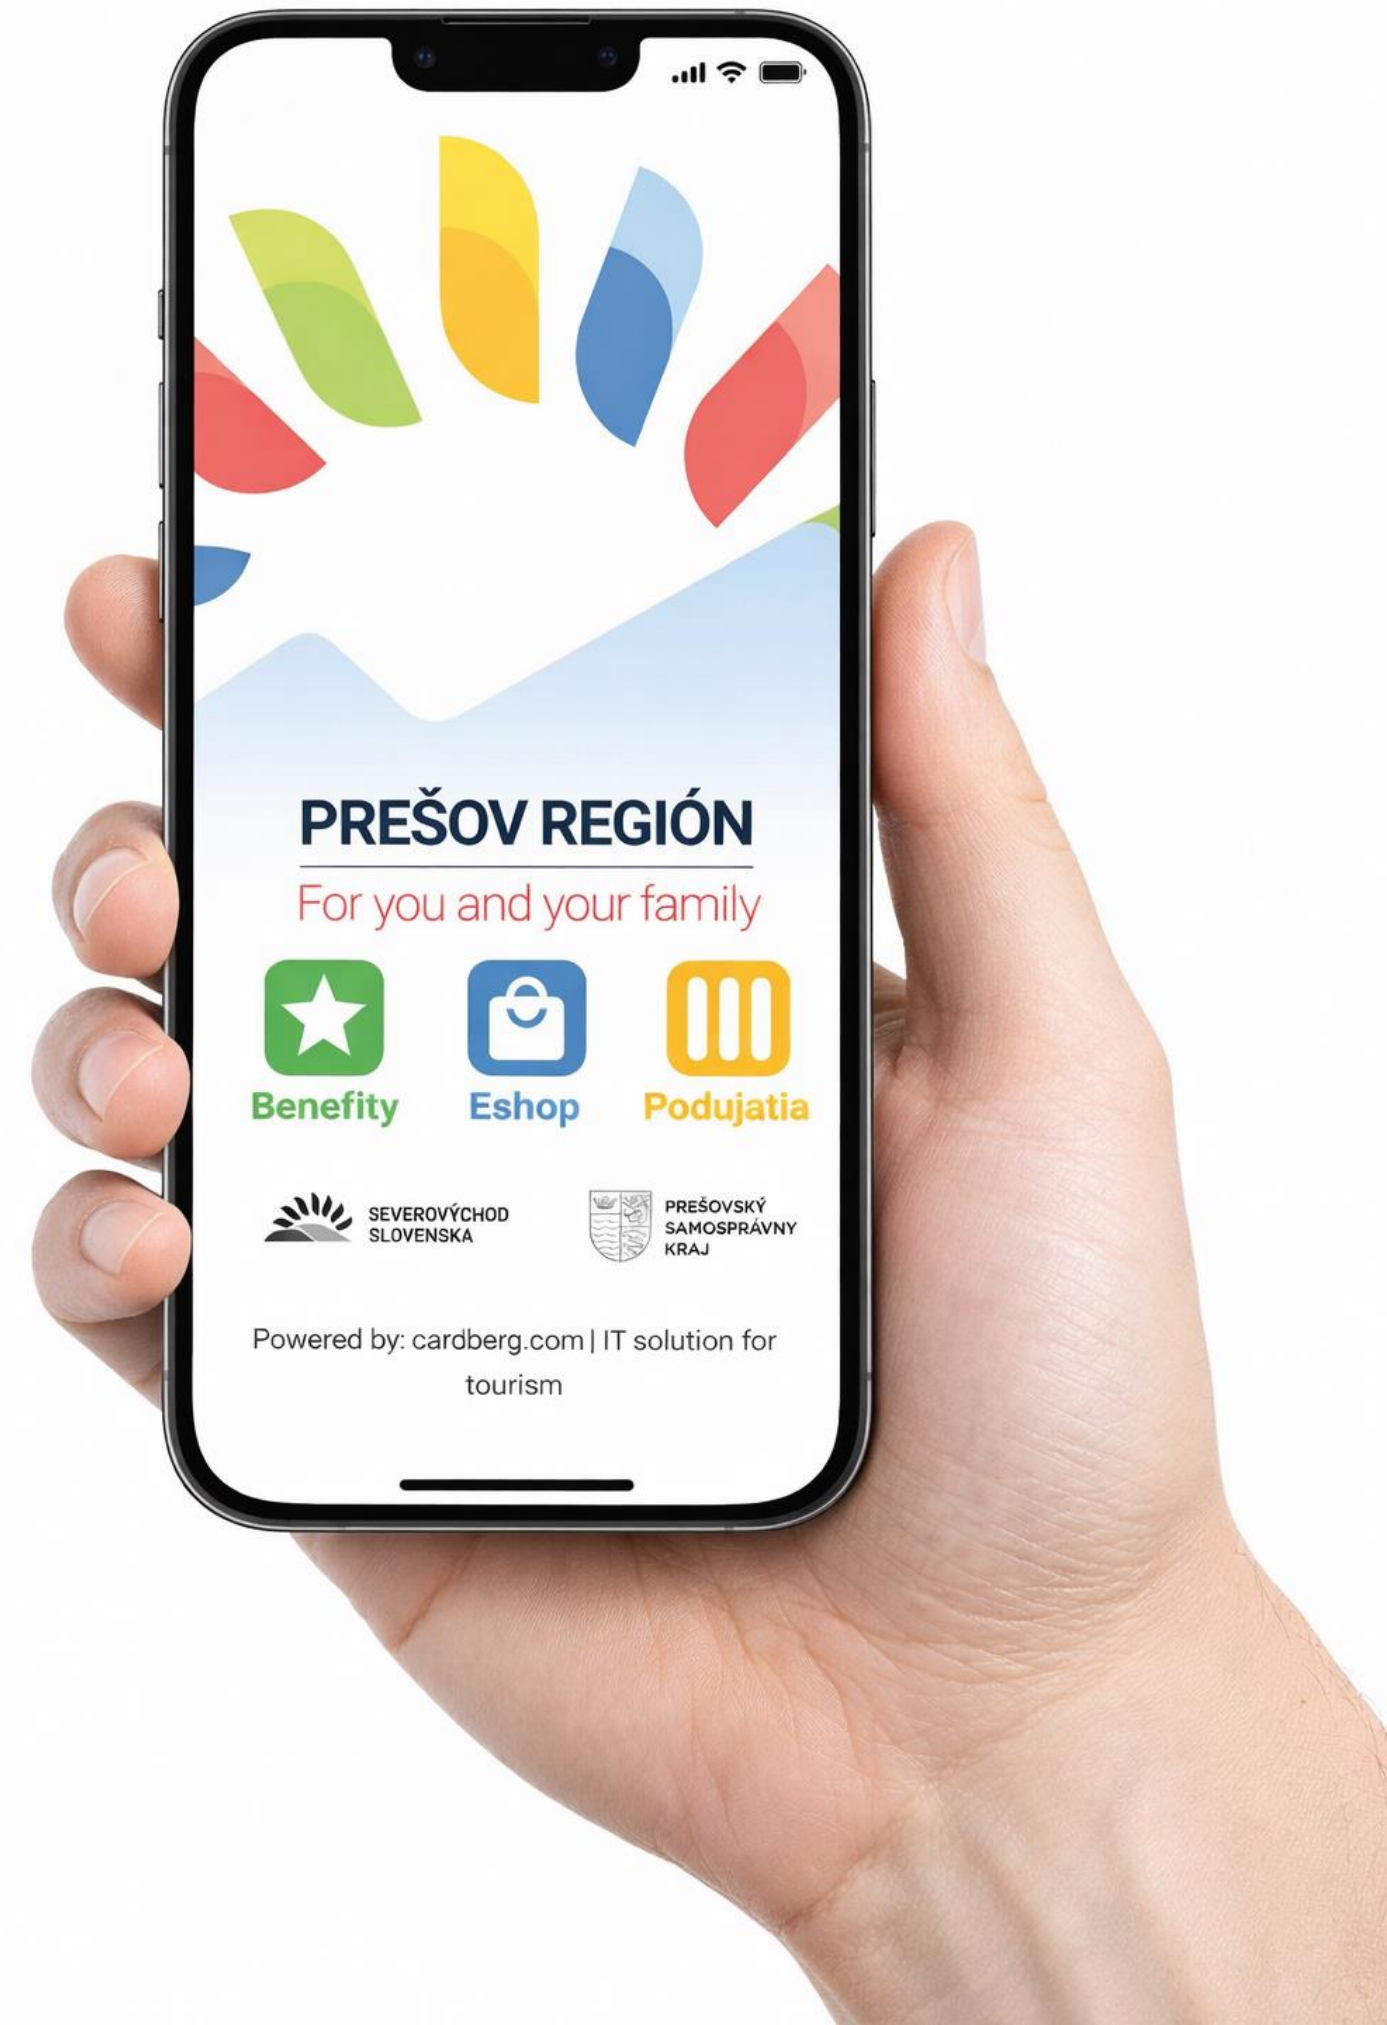 PREŠOV REGIÓN
For you and your family
Benefity
Eshop
Podujatia
SEVEROVÝCHOD
SLOVENSKA
PREŠOVSKÝ
SAMOSPRÁVNY
KRAJ
Powered by: cardberg.com | IT solution for
tourism